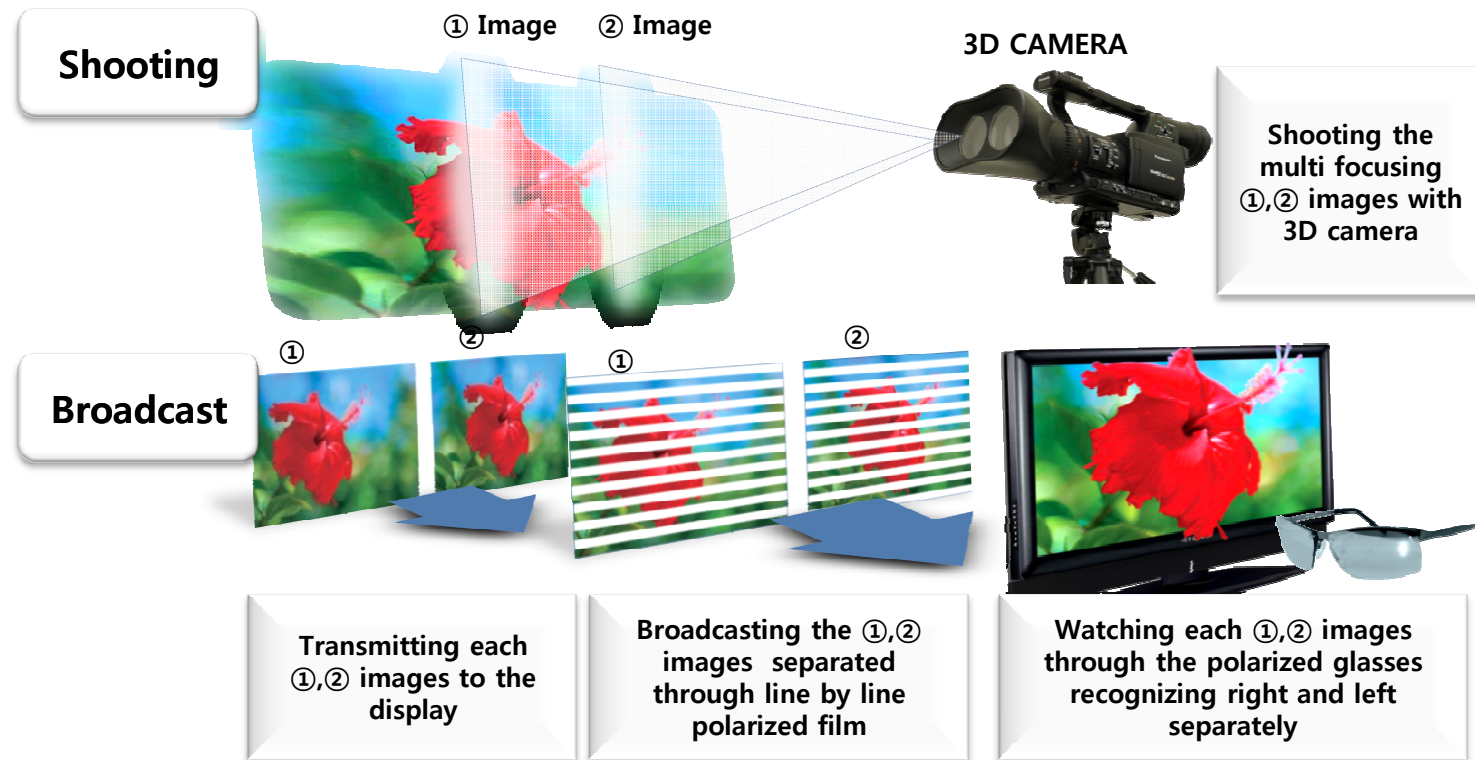 ① Image
② Image
Shooting
3D CAMERA
Shooting the
multi focusing
①,② images with
3D camera
①
②
①
②
Broadcast
Transmitting each
①,② images to the
display
Broadcasting the ①,②
images separated
through line by line
polarized film
Watching each ①,② images
through the polarized glasses
recognizing right and left
separately